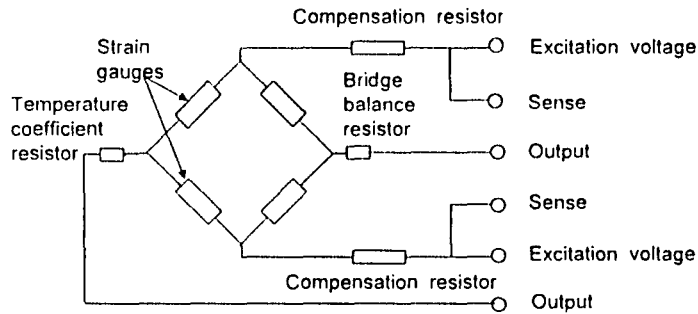 Compensation resistor
Excitation voltage
Strain
gauges
Bridge
balance
resistor
Sense
Temperature
coefficient
resistor
Output
Sense
Excitation voltage
Compensation resistor
Output